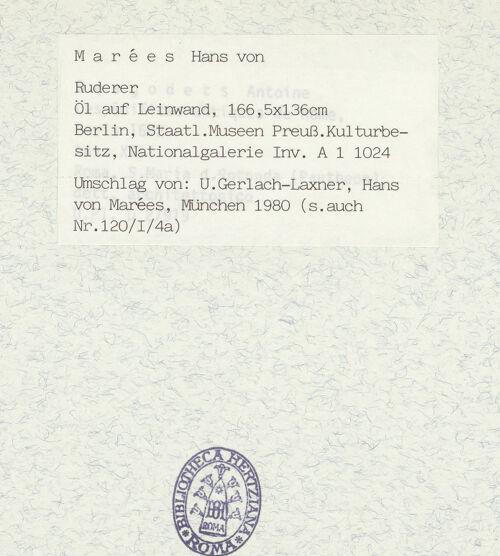 M a r é e s  Hans von
Ruderer
Öl auf Leinwand, 166,5x136cm
Berlin, Staatl.Museen Preuß.Kulturbe-
sitz, Nationalgalerie Inv. A 1 1024
Umschlag von: U.Gerlach-Laxner, Hans
von Marées, München 1980 (s.auch
Nr.120/I/4a)
BIBLIOTHECA HERTZIANA
ROMA
* ROMA *